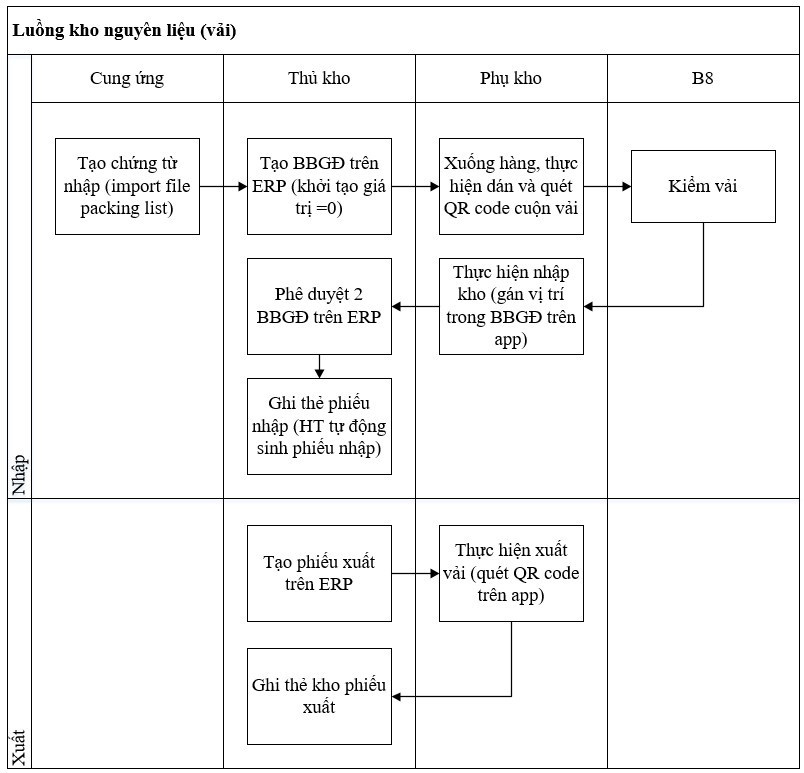 Luồng kho nguyên liệu (vải)
Cung ứng
Thủ kho
Phụ kho
B8
Nhập
Tạo chứng từ
nhập (import file
packing list)
Tạo BBGĐ trên
ERP (khởi tạo giá
trị =0)
Xuống hàng, thực
hiện dán và quét
QR code cuộn vải
Kiểm vải
Phê duyệt 2
BBGĐ trên ERP
Thực hiện nhập
kho (gán vị trí
trong BBGĐ trên
app)
Ghi thẻ phiếu
nhập (HT tự động
sinh phiếu nhập)
Xuất
Tạo phiếu xuất
trên ERP
Thực hiện xuất
vải (quét QR code
trên app)
Ghi thẻ kho phiếu
xuất